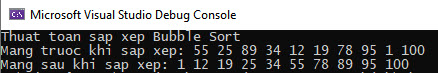 Microsoft Visual Studio Debug Console
Thuat toan sap xep Bubble Sort
Mang truoc khi sap xep: 55 25 89 34 12 19 78 95 1 100
Mang sau khi sap xep: 1 12 19 25 34 55 78 89 95 100